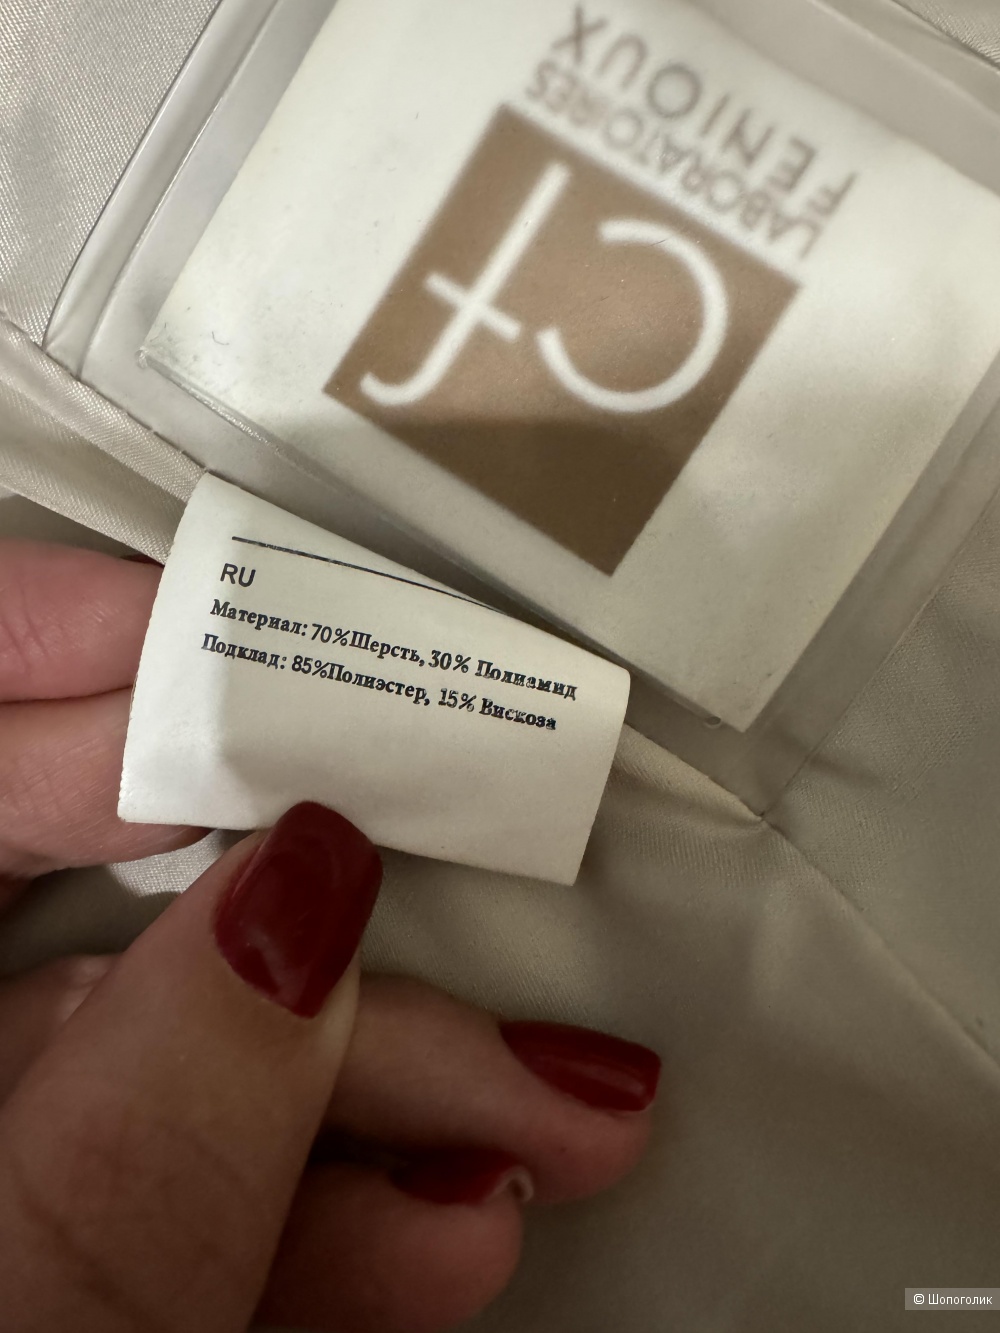 LABORATOIRES
FENIOUX
CF
RU
Материал: 70%Шерсть, 30% Полиамид
Подклад: 85%Полиэстер, 15% Вискоза
© Шопоголик